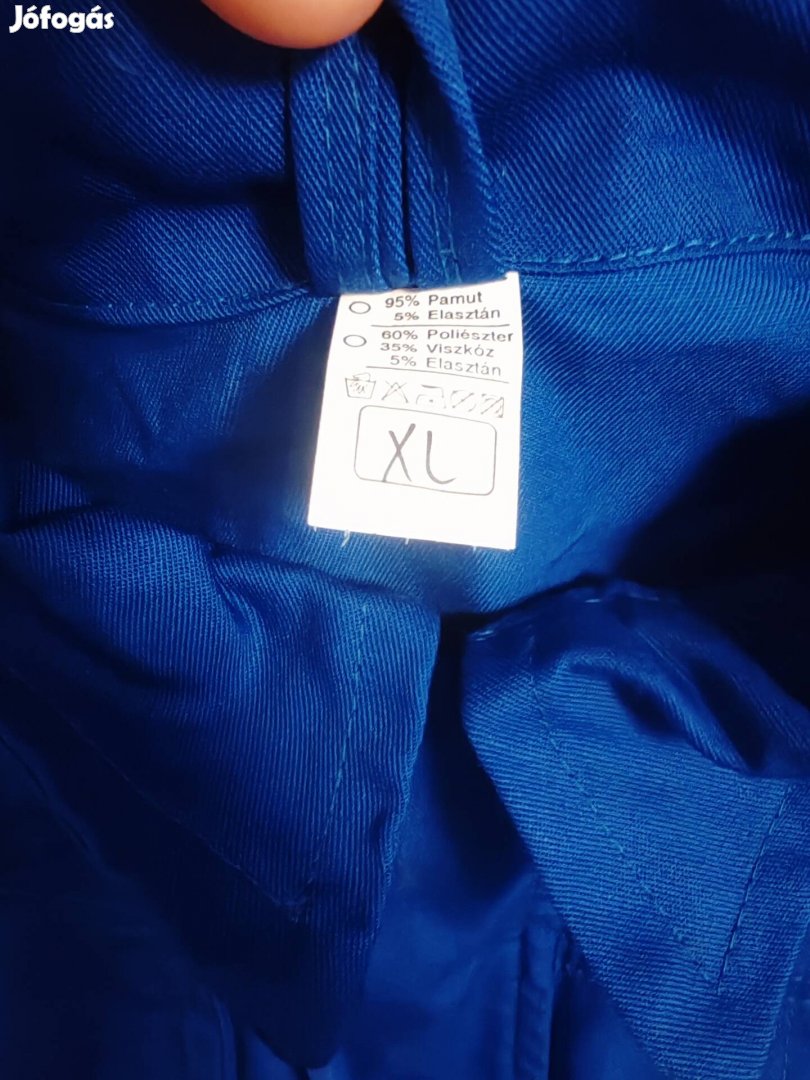 Jófogás
95% Pamut
5% Elasztán
60% Poliészter
35% Viszkóz
5% Elasztán
XL